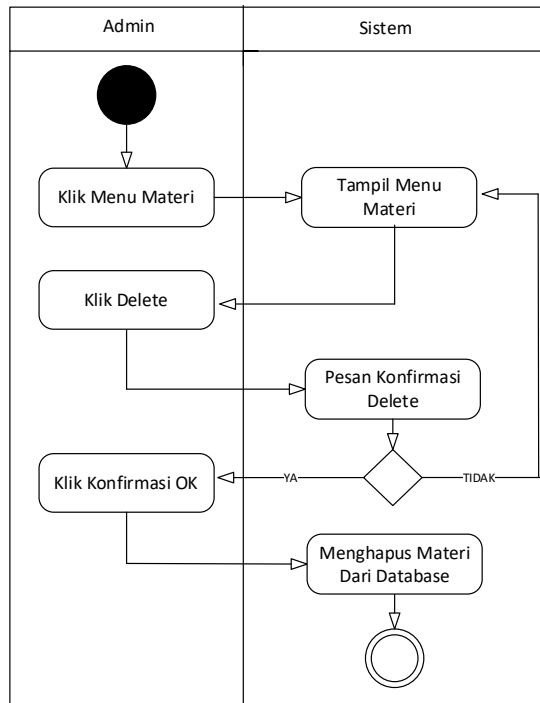 Admin
Sistem
Klik Menu Materi
Tampil Menu
Materi
Klik Delete
Pesan Konfirmasi
Delete
Klik Konfirmasi OK
YA
TIDAK
Menghapus Materi
Dari Database